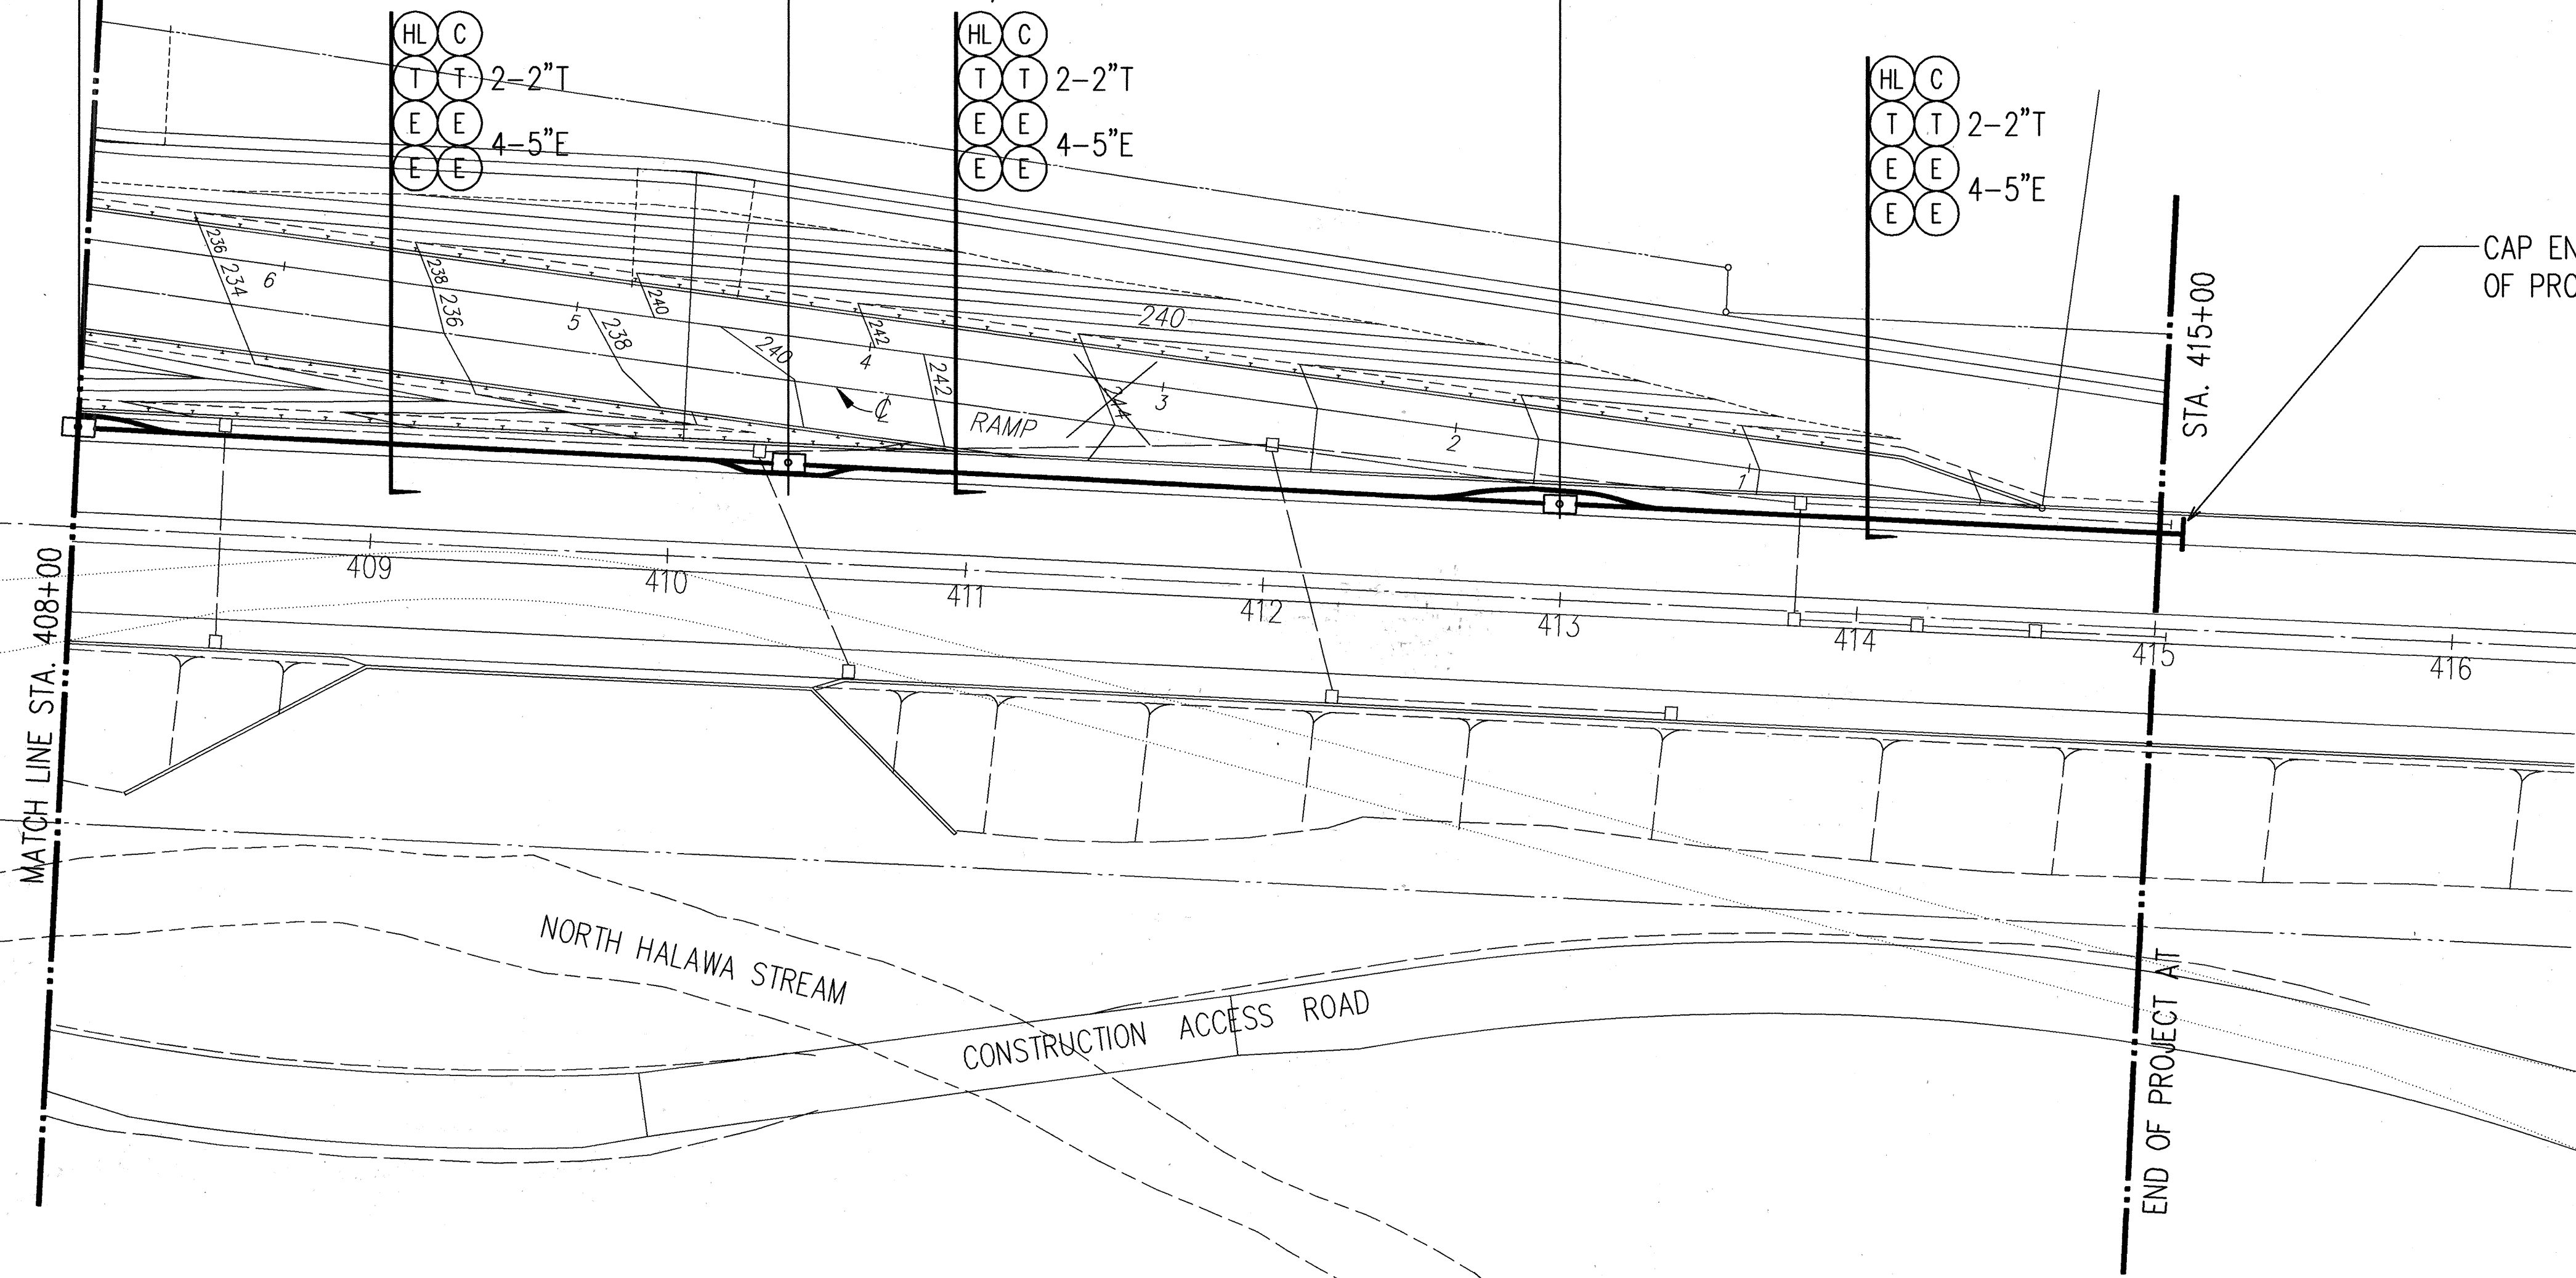 HL C
T T 2-2"T
E E
4-5"E
E E
HL C
T T 2-2"T
E E
4-5"E
E E
HL C
T T 2-2"T
E E
4-5"E
E E
CAP EN
OF PRO
STA. 415+00
236
234
6
238
236
5
240
238
240
242
4
242
240
244
3
2
1
RAMP
℄
409
410
411
412
413
414
415
416
MATCH LINE STA. 408+00
NORTH HALAWA STREAM
CONSTRUCTION ACCESS ROAD
END OF PROJECT AT